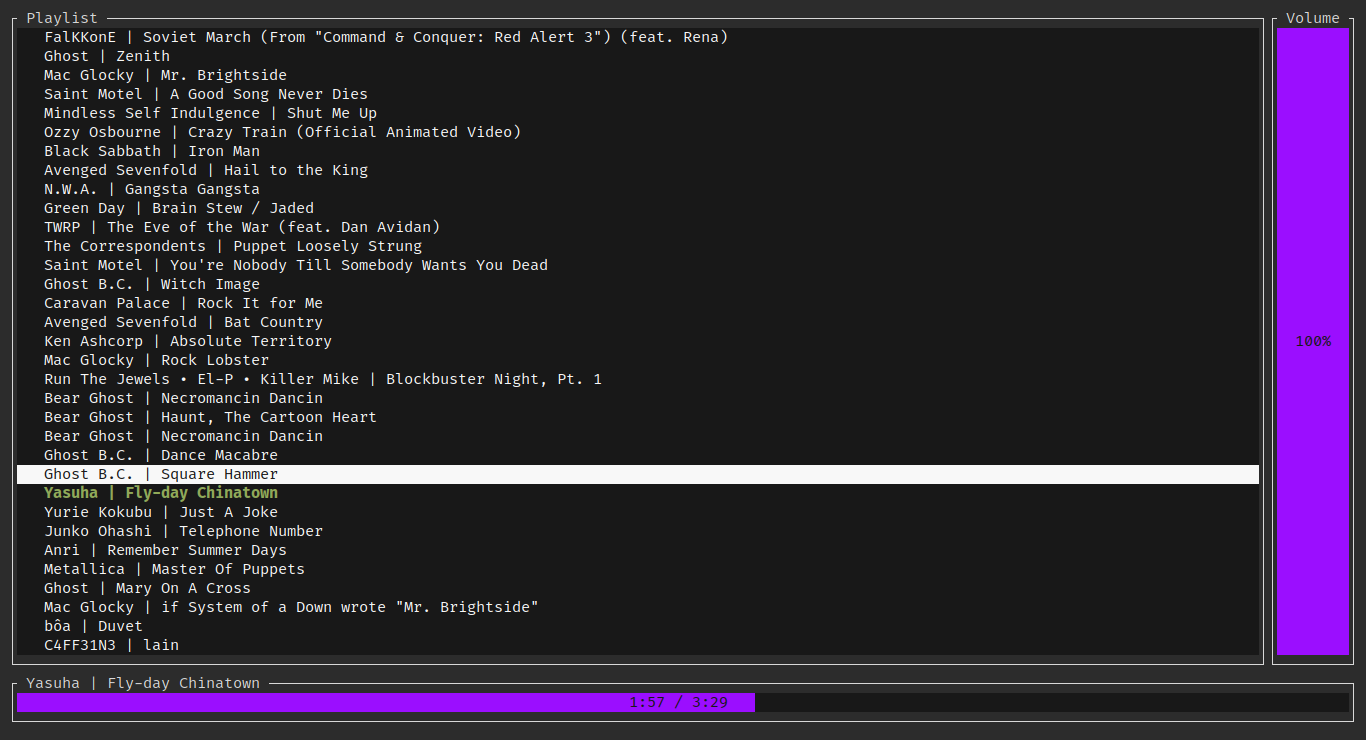 Playlist
Volume
FalKKonE | Soviet March (From "Command & Conquer: Red Alert 3") (feat. Rena)
Ghost | Zenith
Mac Glocky | Mr. Brightside
Saint Motel | A Good Song Never Dies
Mindless Self Indulgence | Shut Me Up
Ozzy Osbourne | Crazy Train (Official Animated Video)
Black Sabbath | Iron Man
Avenged Sevenfold | Hail to the King
N.W.A. | Gangsta Gangsta
Green Day | Brain Stew / Jaded
TWRP | The Eve of the War (feat. Dan Avidan)
The Correspondents | Puppet Loosely Strung
Saint Motel | You're Nobody Till Somebody Wants You Dead
Ghost B.C. | Witch Image
Caravan Palace | Rock It for Me
Avenged Sevenfold | Bat Country
Ken Ashcorp | Absolute Territory
100%
Mac Glocky | Rock Lobster
Run The Jewels • El-P • Killer Mike | Blockbuster Night, Pt. 1
Bear Ghost | Necromancin Dancin
Bear Ghost | Haunt, The Cartoon Heart
Bear Ghost | Necromancin Dancin
Ghost B.C. | Dance Macabre
Ghost B.C. | Square Hammer
Yasuha | Fly-day Chinatown
Yurie Kokubu | Just A Joke
Junko Ohashi | Telephone Number
Anri | Remember Summer Days
Metallica | Master Of Puppets
Ghost | Mary On A Cross
Mac Glocky | if System of a Down wrote "Mr. Brightside"
bôa | Duvet
C4FF31N3 | lain
Yasuha | Fly-day Chinatown
1:57 / 3:29